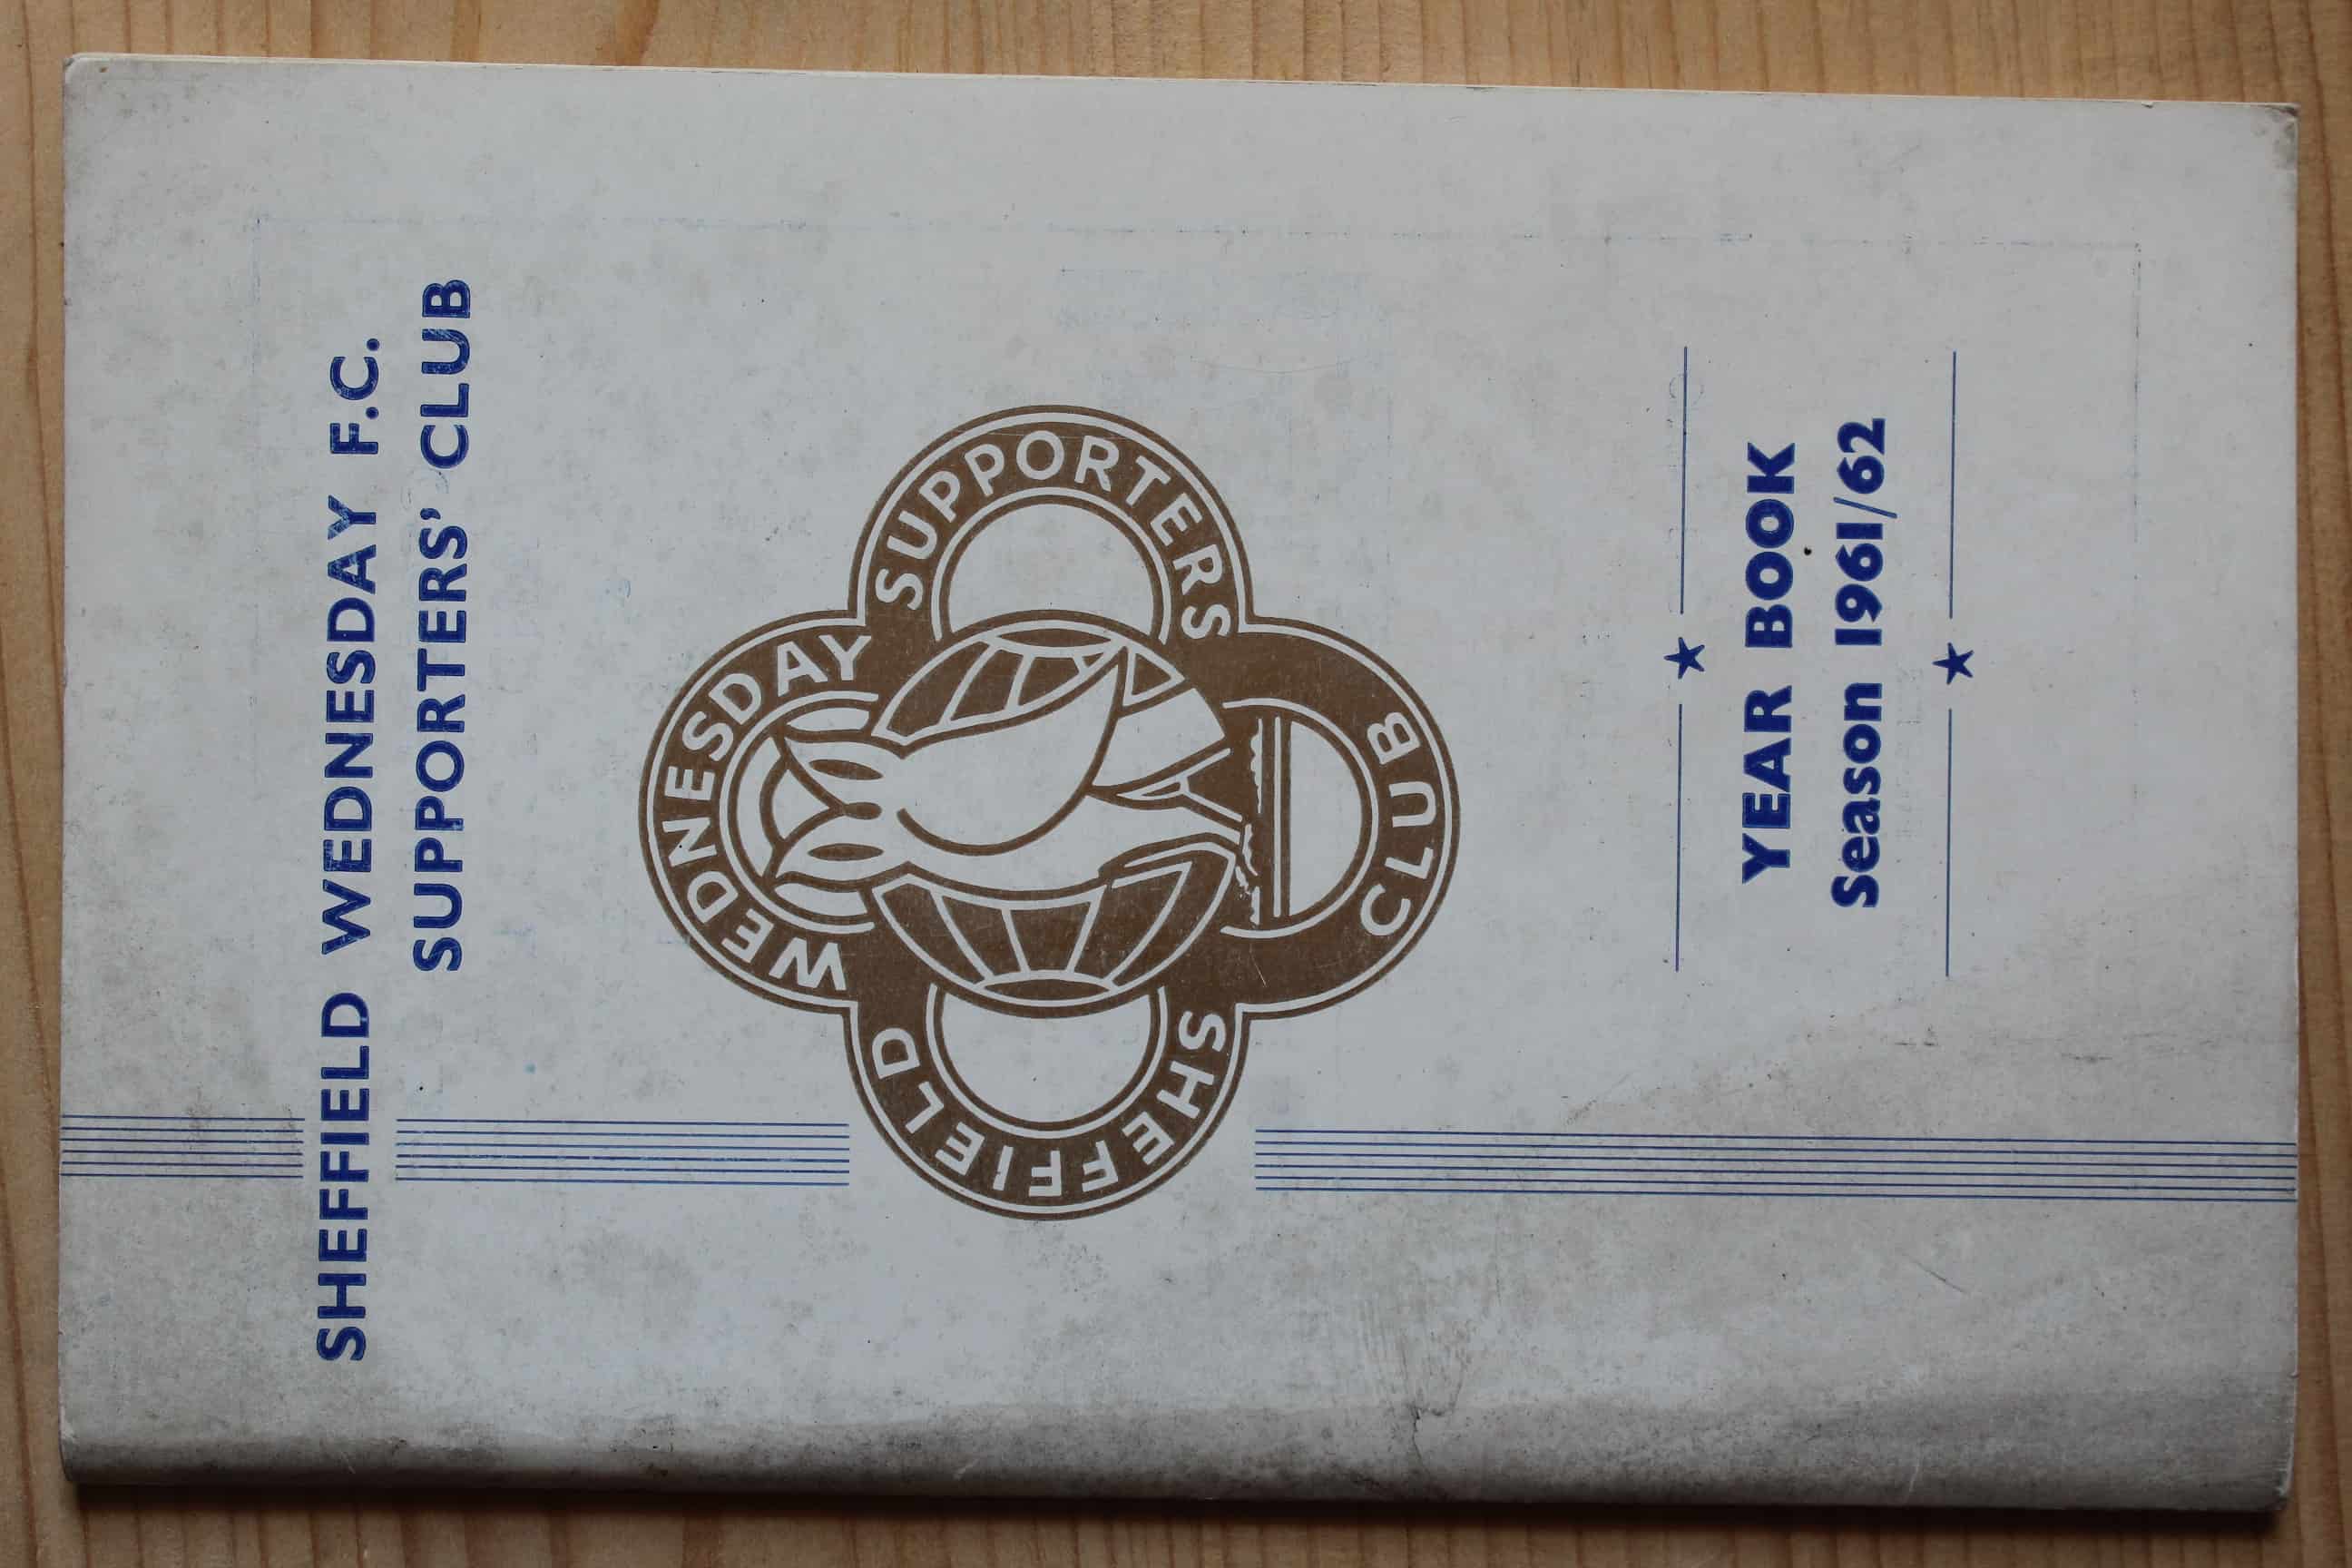 SHEFFIELD WEDNESDAY F.C.
SUPPORTERS' CLUB
SHEFFIELD WEDNESDAY SUPPORTERS CLUB
YEAR BOOK
Season 1961/62